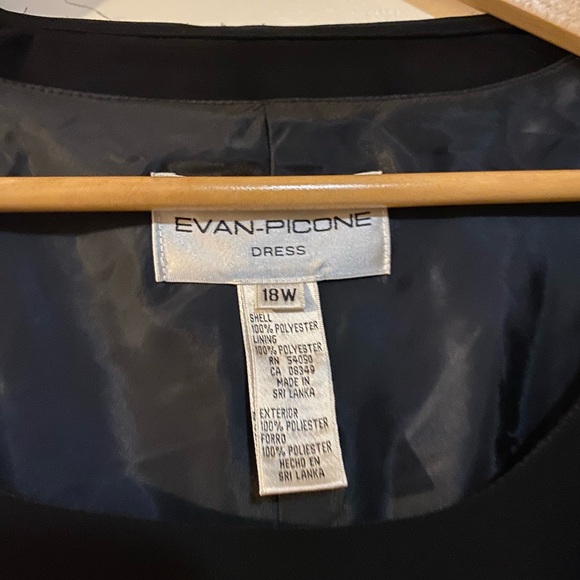 EVAN-PICONE
DRESS
18W
SHELL
100% POLYESTER
LINING
100% POLYESTER
RN 54050
CA 08349
MADE IN
SRI LANKA
EXTERIOR
100% POLIESTER
FORRO
100% POLIESTER
HECHO EN
SRI LANKA